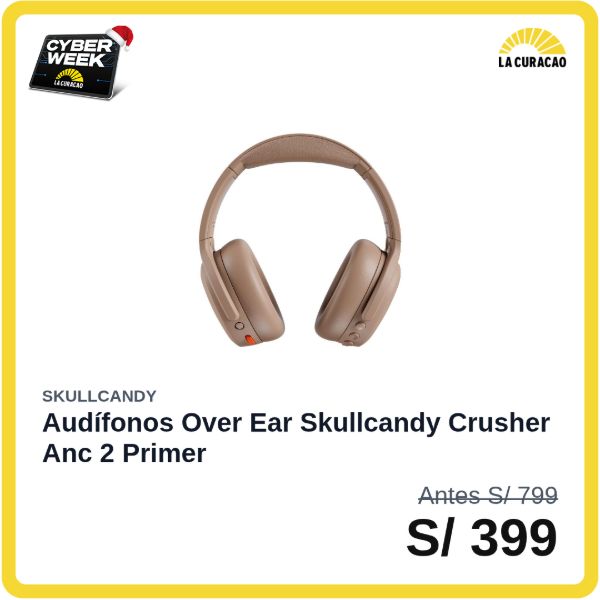 CYBER
WEEK
LA CURACAO
LA CURACAO
SKULLCANDY
Audífonos Over Ear Skullcandy Crusher
Anc 2 Primer
Antes S/ 799
S/ 399